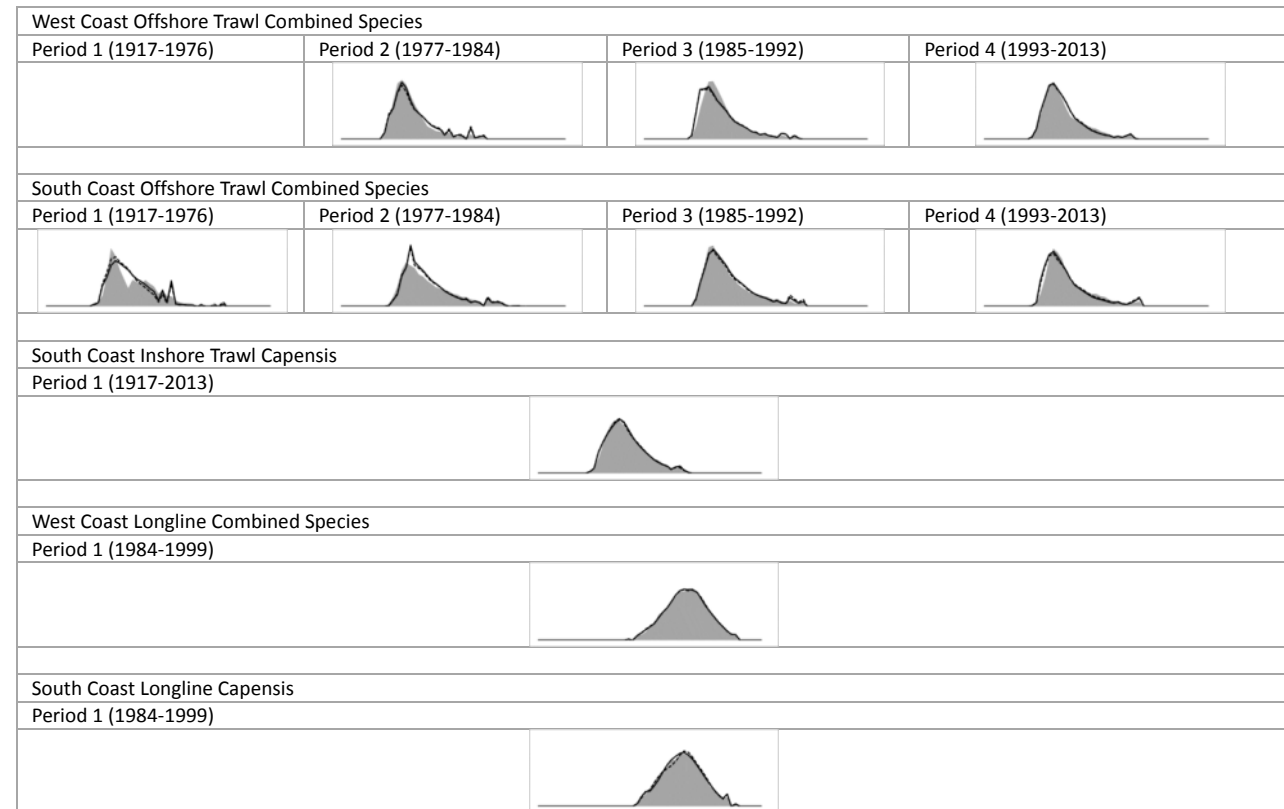 West Coast Offshore Trawl Combined Species
Period 1 (1917-1976) Period 2 (1977-1984) Period 3 (1985-1992) Period 4 (1993-2013)
South Coast Offshore Trawl Combined Species
Period 1 (1917-1976) Period 2 (1977-1984) Period 3 (1985-1992) Period 4 (1993-2013)
South Coast Inshore Trawl Capensis
Period 1 (1917-2013)
West Coast Longline Combined Species
Period 1 (1984-1999)
South Coast Longline Capensis
Period 1 (1984-1999)